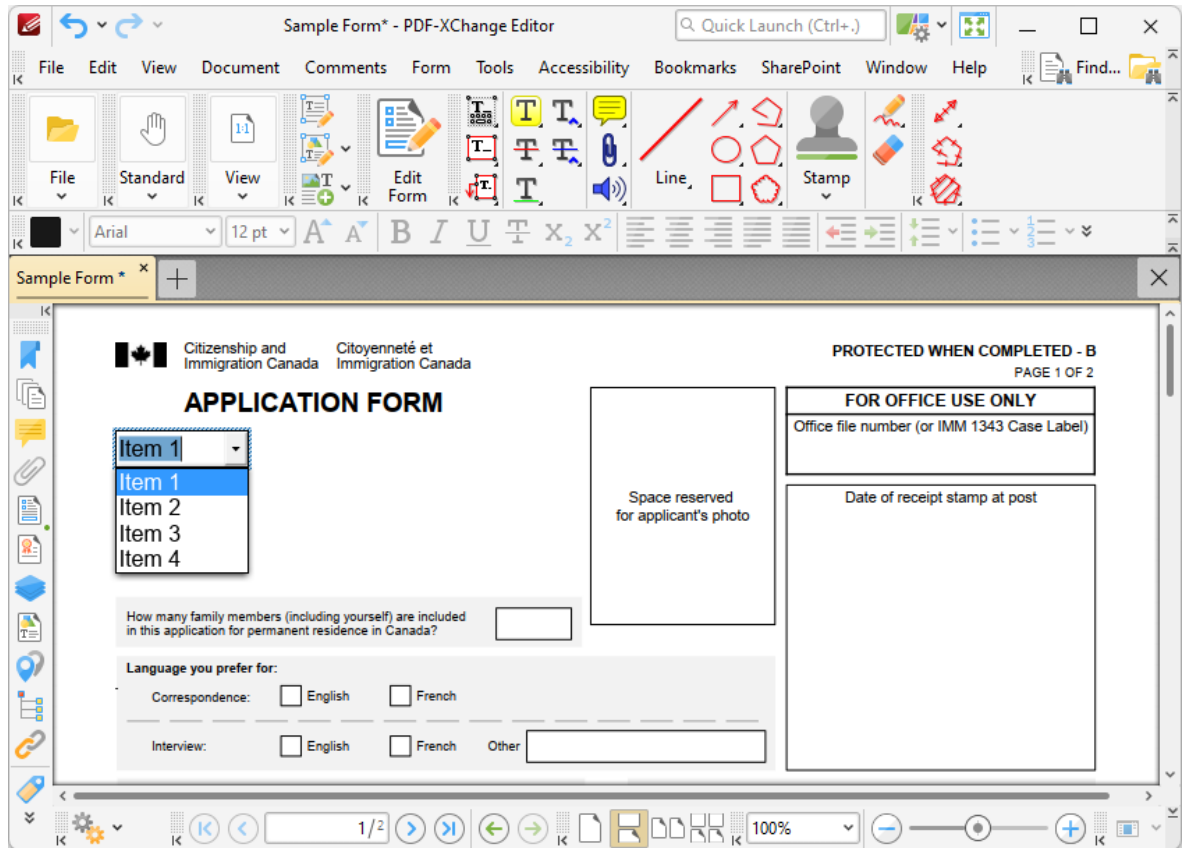 Sample Form* - PDF-XChange Editor
Quick Launch (Ctrl+.)
File Edit View Document Comments Form Tools Accessibility Bookmarks SharePoint Window Help Find...
File Standard View Edit Form Line Stamp
Arial 12 pt
Sample Form *
Citizenship and Immigration Canada
Citoyenneté et Immigration Canada
PROTECTED WHEN COMPLETED - B
PAGE 1 OF 2
APPLICATION FORM
FOR OFFICE USE ONLY
Office file number (or IMM 1343 Case Label)
Item 1
Item 1
Item 2
Item 3
Item 4
Space reserved
for applicant's photo
Date of receipt stamp at post
How many family members (including yourself) are included
in this application for permanent residence in Canada?
Language you prefer for:
Correspondence: English French
Interview: English French Other
1/2 100%